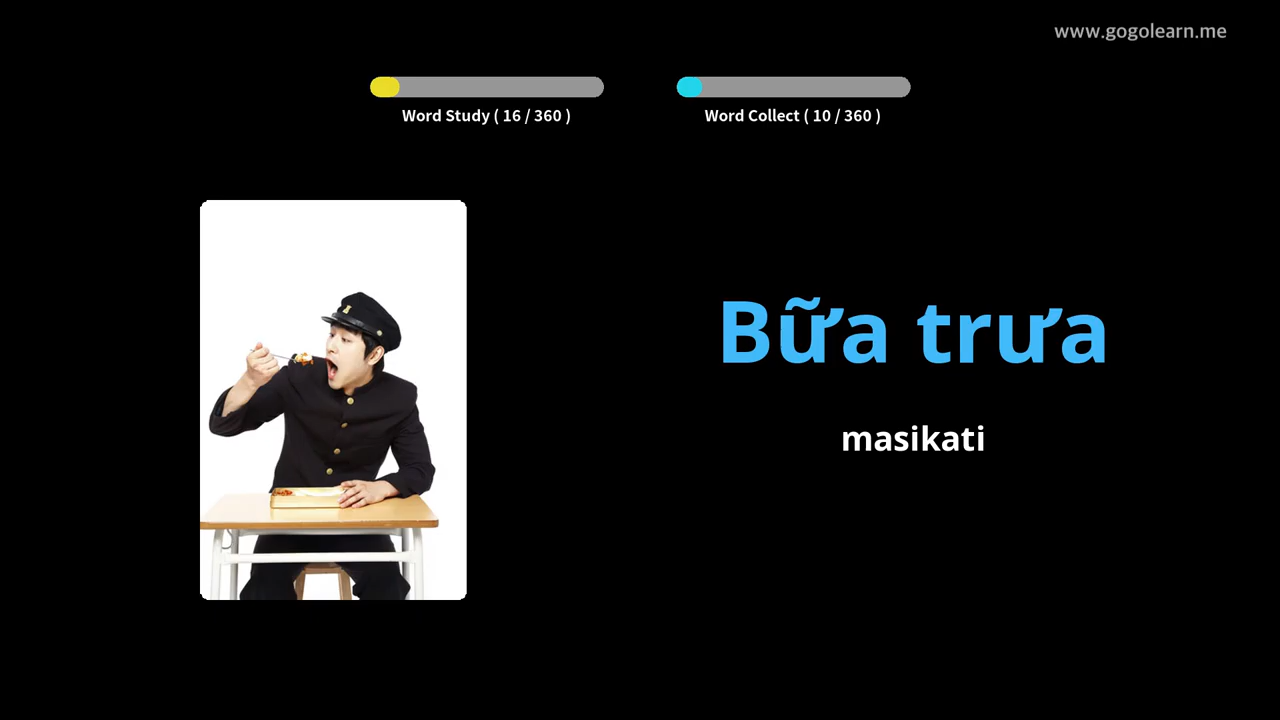 www.gogolearn.me
Word Study ( 16 / 360 )
Word Collect ( 10 / 360 )
Bữa trưa
masikati